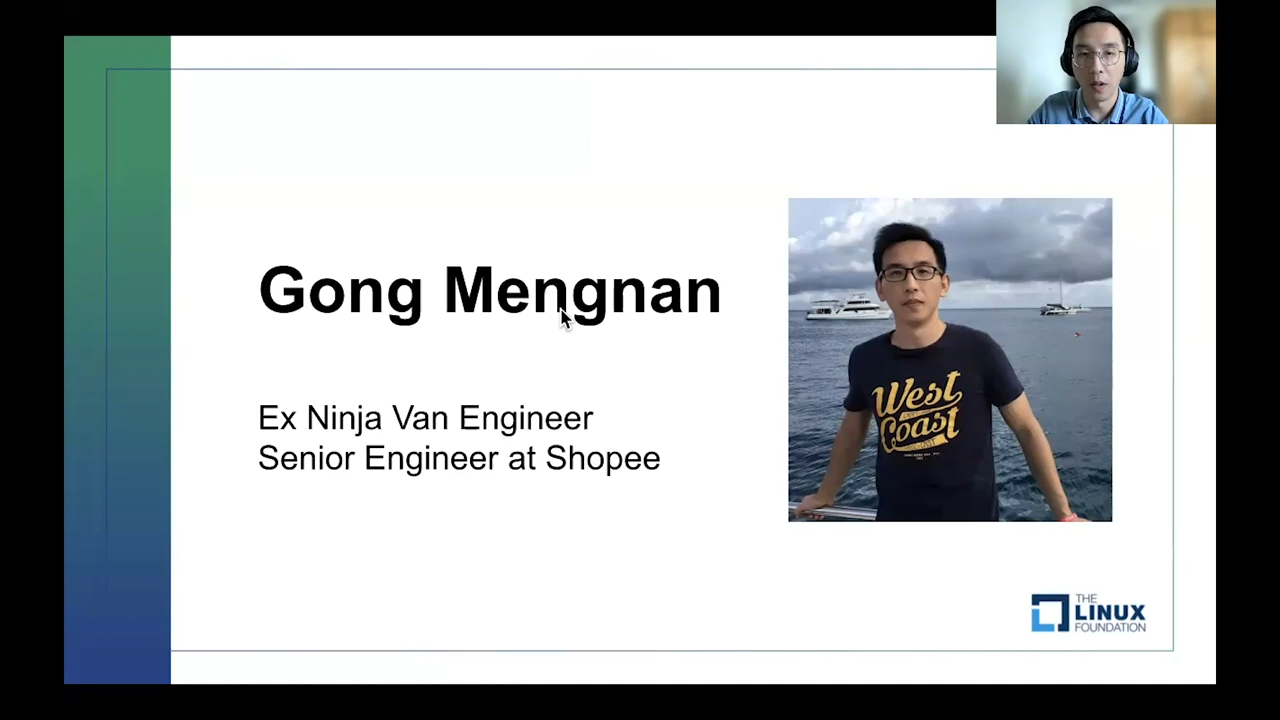 Gong Mengnan
Ex Ninja Van Engineer
Senior Engineer at Shopee
West
Coast
THE
LINUX
FOUNDATION